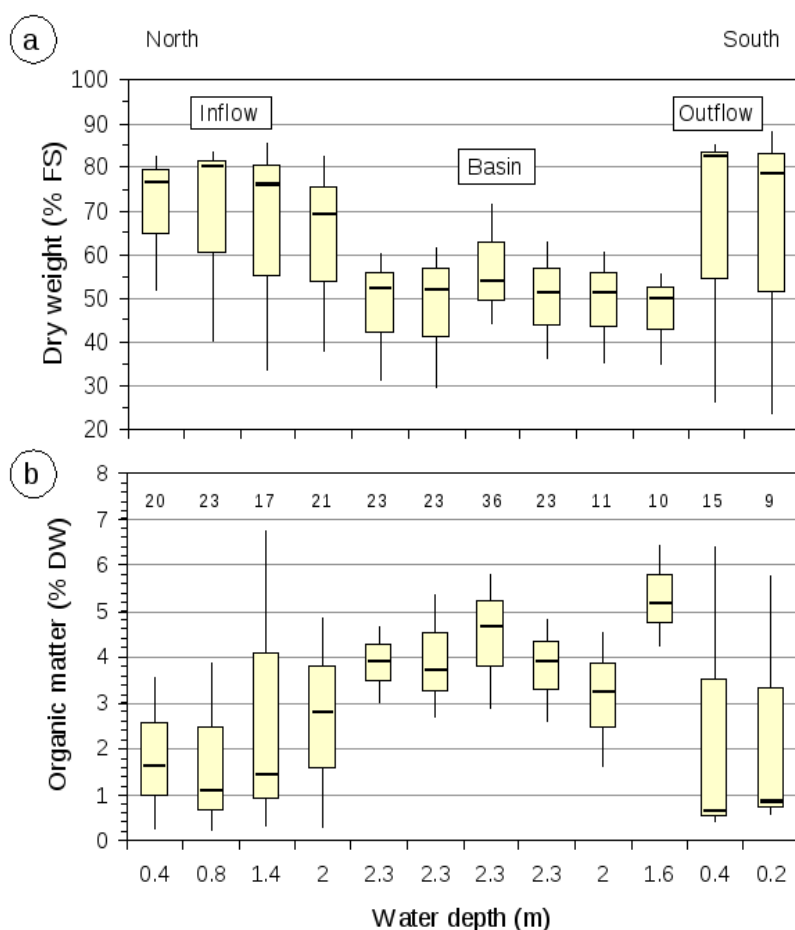 a
North South
Dry weight (% FS)
100
90
80
70
60
50
40
30
20
Inflow
Basin
Outflow
b
Organic matter (% DW)
8
7
6
5
4
3
2
1
0
20 23 17 21 23 23 36 23 11 10 15 9
0.4 0.8 1.4 2 2.3 2.3 2.3 2.3 2 1.6 0.4 0.2
Water depth (m)